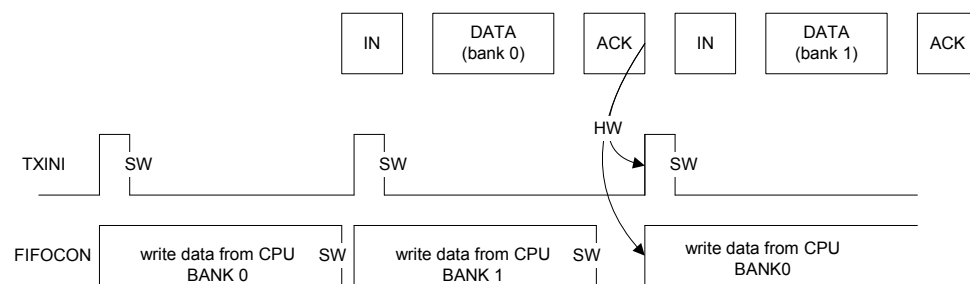 IN
DATA
(bank 0)
ACK
IN
DATA
(bank 1)
ACK
HW
TXINI
SW
SW
SW
FIFOCON
write data from CPU
BANK 0
SW
write data from CPU
BANK 1
SW
write data from CPU
BANK0